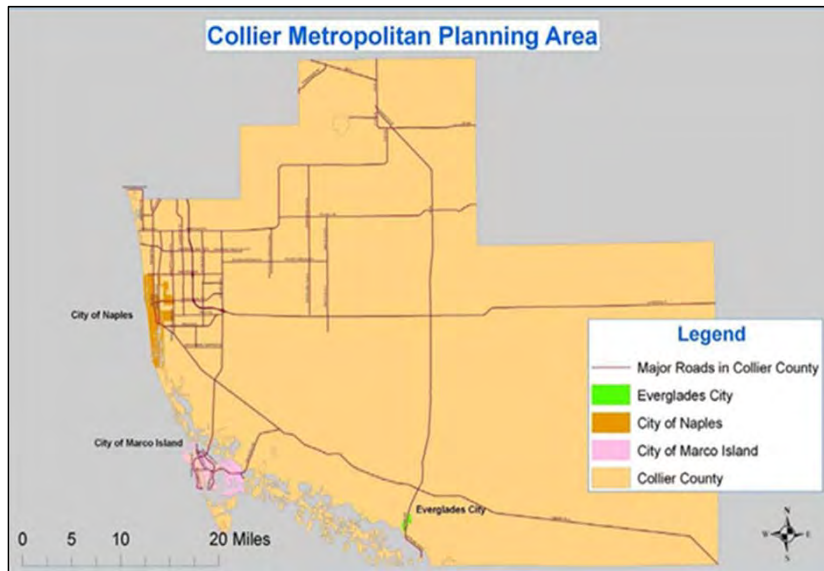 Collier Metropolitan Planning Area
City of Naples
City of Marco Island
Everglades City
Legend
Major Roads in Collier County
Everglades City
City of Naples
City of Marco Island
Collier County
0 5 10 20 Miles
N
W E
S